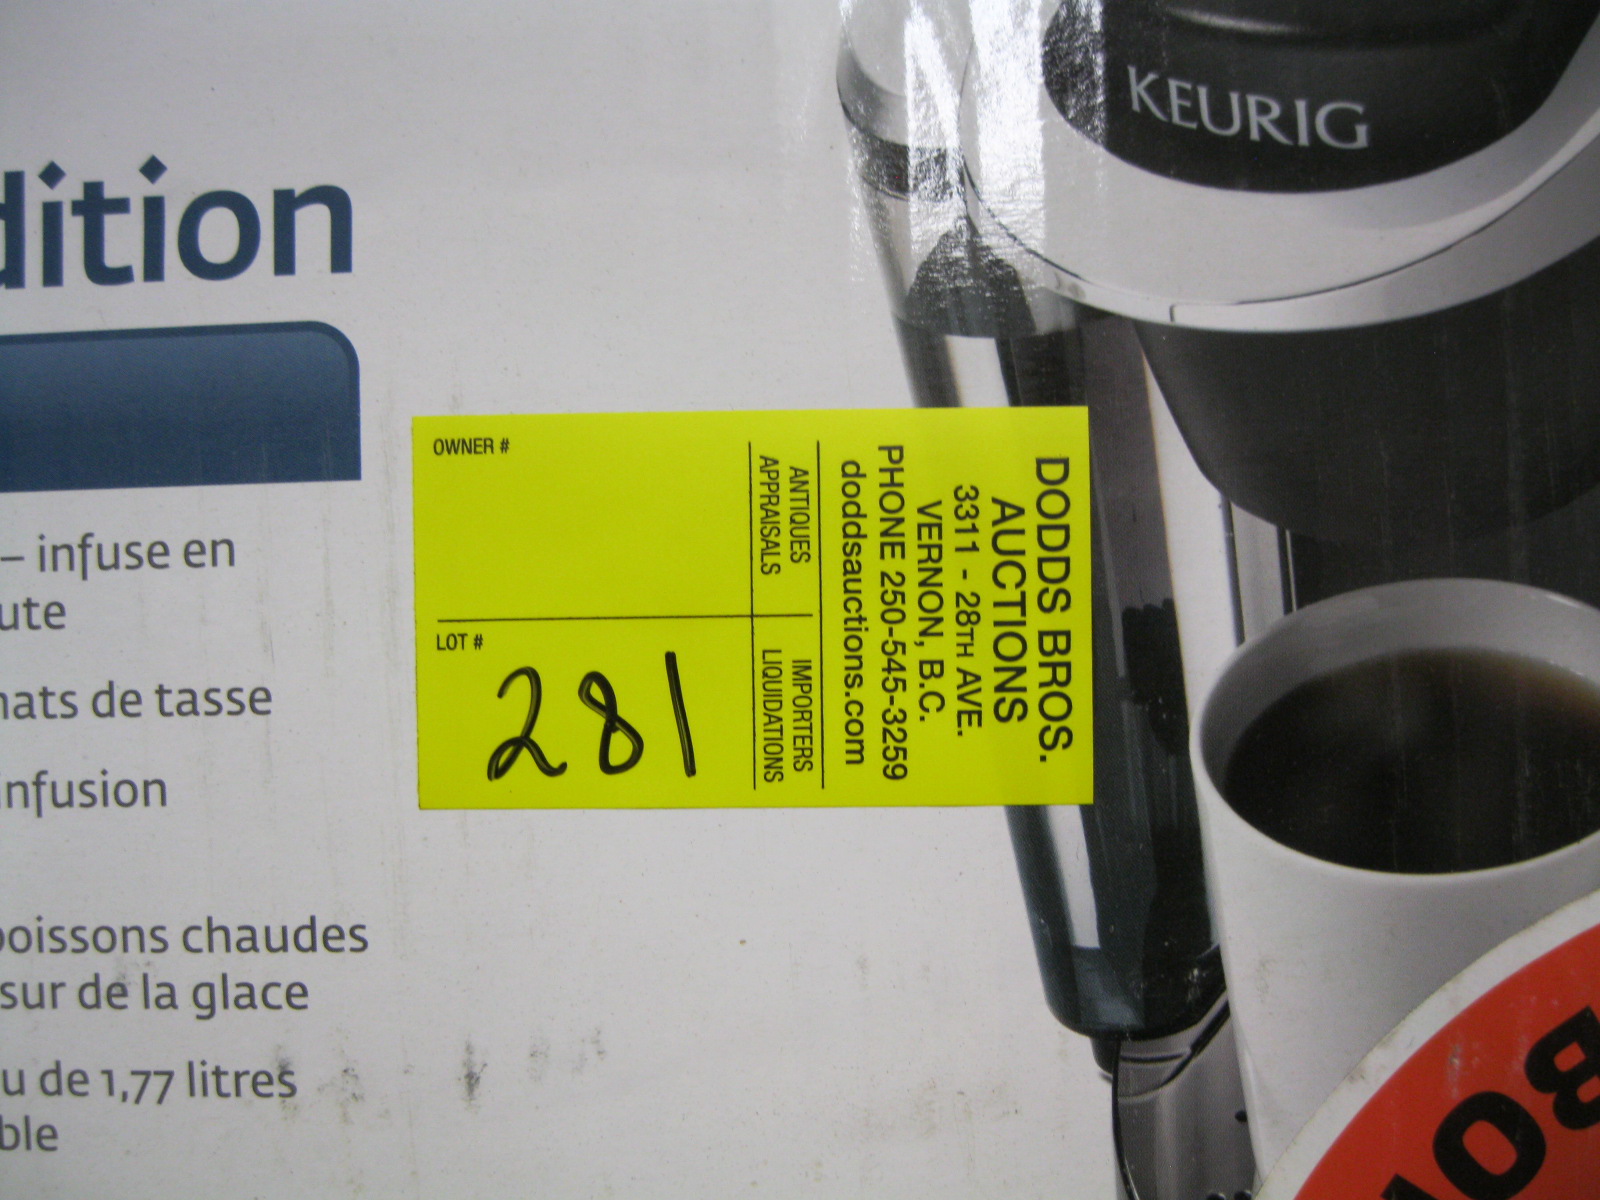 KEURIG
dition
– infuse en
ute
ats de tasse
infusion
poissons chaudes
sur de la glace
u de 1,77 litres
ble
OWNER #
LOT #
281
ANTIQUES
APPRAISALS
IMPORTERS
LIQUIDATIONS
DODDS BROS.
AUCTIONS
3311 - 28TH AVE.
VERNON, B.C.
PHONE 250-545-3259
doddsauctions.com